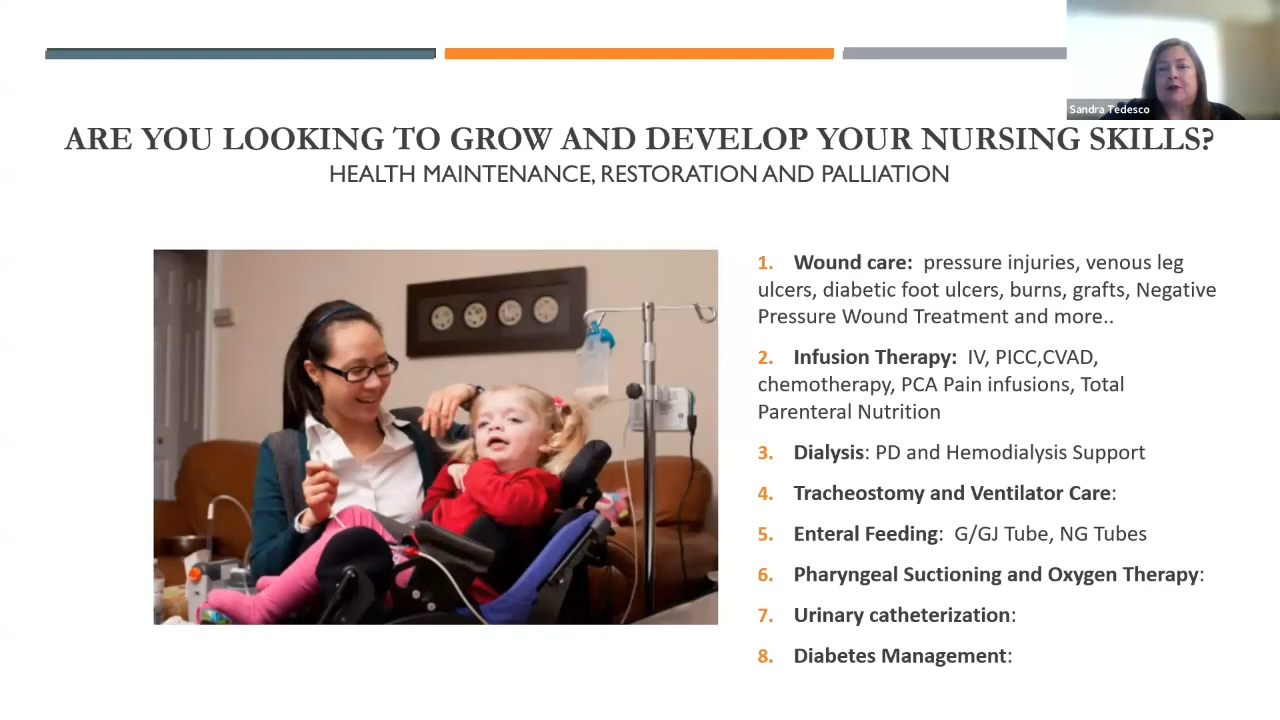 Sandra Tedesco
ARE YOU LOOKING TO GROW AND DEVELOP YOUR NURSING SKILLS?
HEALTH MAINTENANCE, RESTORATION AND PALLIATION
1. Wound care: pressure injuries, venous leg
ulcers, diabetic foot ulcers, burns, grafts, Negative
Pressure Wound Treatment and more..
2. Infusion Therapy: IV, PICC,CVAD,
chemotherapy, PCA Pain infusions, Total
Parenteral Nutrition
3. Dialysis: PD and Hemodialysis Support
4. Tracheostomy and Ventilator Care:
5. Enteral Feeding: G/GJ Tube, NG Tubes
6. Pharyngeal Suctioning and Oxygen Therapy:
7. Urinary catheterization:
8. Diabetes Management: